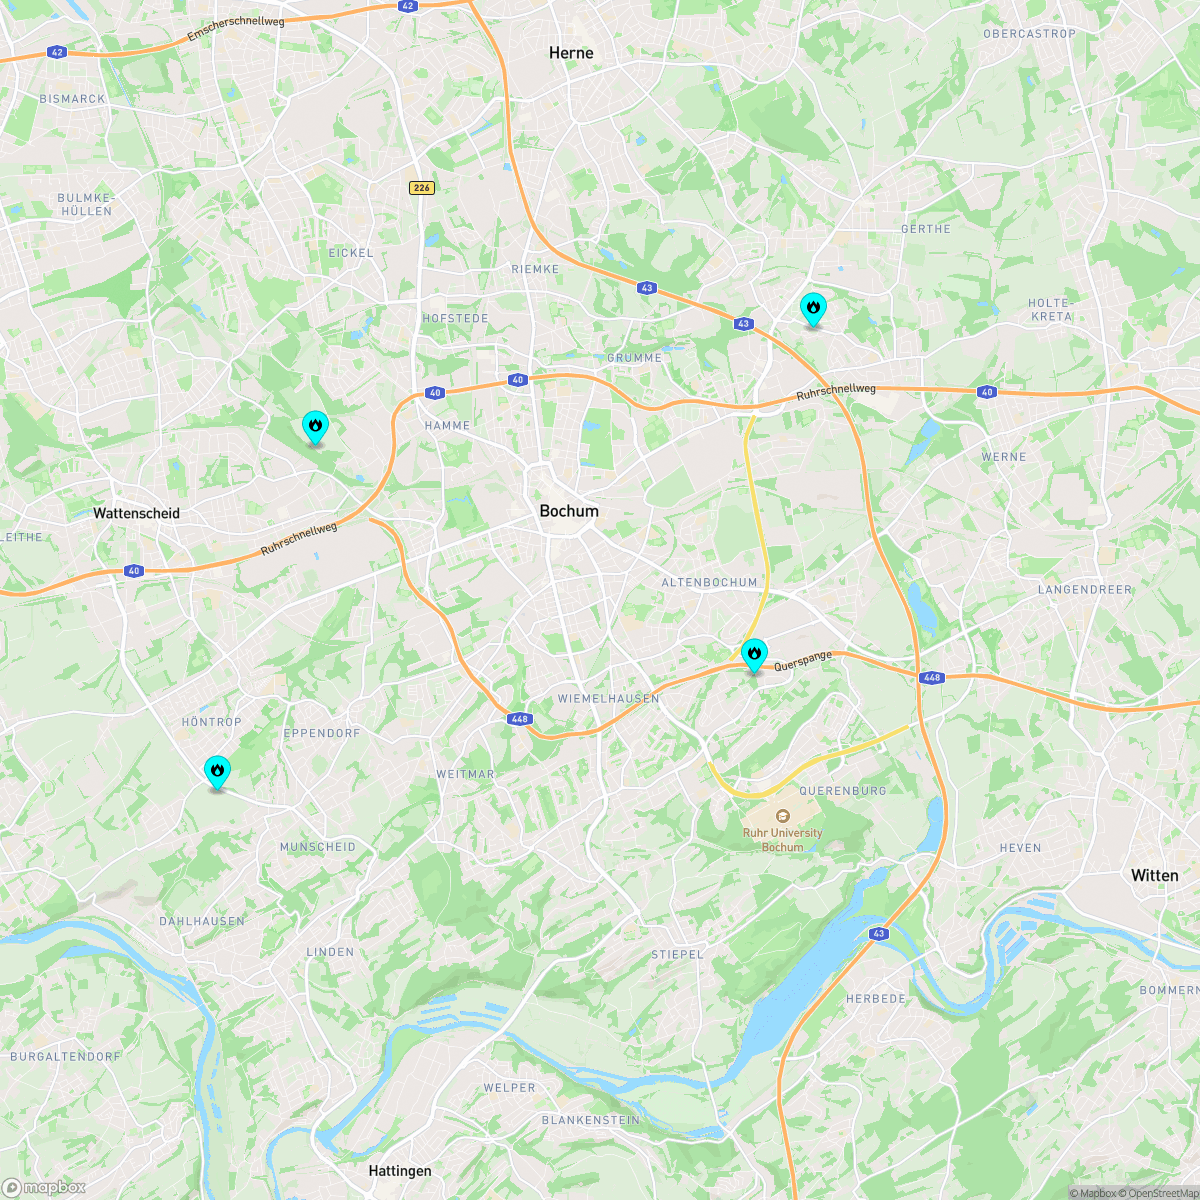 42
Emscherschnellweg
42
Herne
OBERCASTROP
BISMARCK
226
BULMKE-
HÜLLEN
EICKEL
GERTHE
RIEMKE
43
HOLTE-
KRETA
HOFSTEDE
43
GRUMME
40
40
Ruhrschnellweg
40
HAMME
WERNE
Wattenscheid
Bochum
LEITHE
Ruhrschnellweg
40
ALTENBOCHUM
LANGENDREER
Querspange
448
WIEMELHAUSEN
HÖNTROP
448
EPPENDORF
WEITMAR
QUERENBURG
Ruhr University
Bochum
MUNSCHEID
HEVEN
Witten
DAHLHAUSEN
43
LINDEN
STIEPEL
HERBEDE
BOMMERN
BURGALTENDORF
WELPER
BLANKENSTEIN
Hattingen
mapbox
© Mapbox © OpenStreetMap